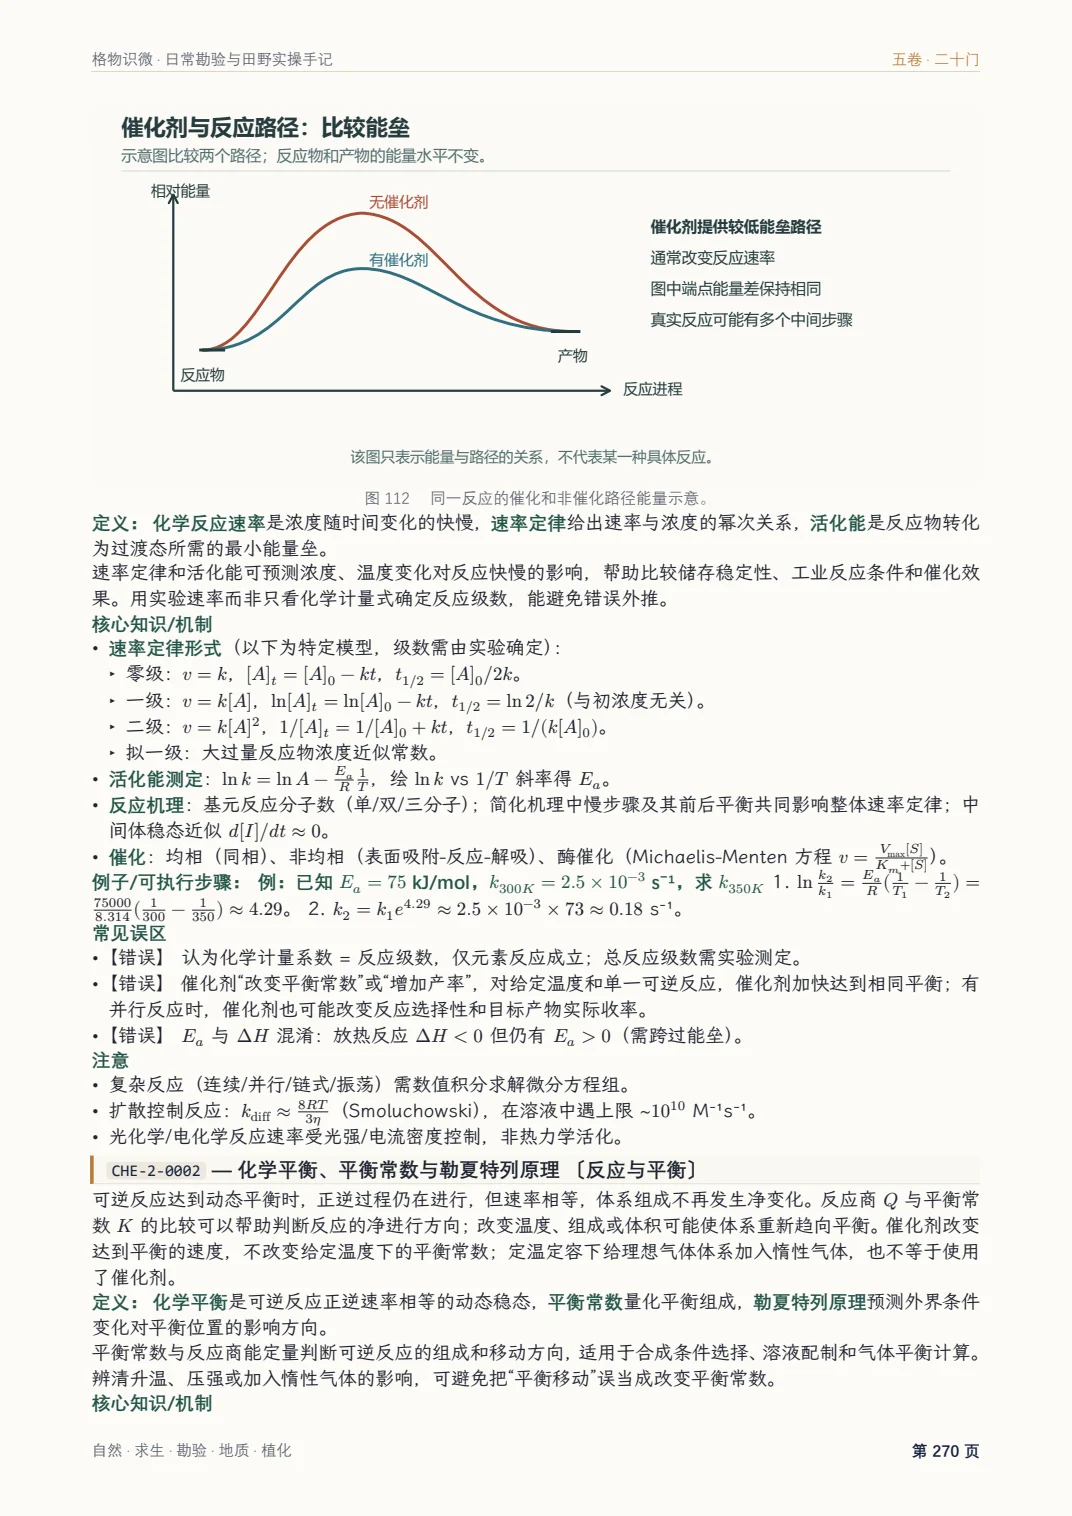 格物识微 · 日常勘验与田野实操手记
五卷 · 二十门
催化剂与反应路径：比较能垒
示意图比较两个路径；反应物和产物的能量水平不变。
相对能量
无催化剂
有催化剂
反应物
产物
反应进程
催化剂提供较低能垒路径
通常改变反应速率
图中端点能量差保持相同
真实反应可能有多个中间步骤
该图只表示能量与路径的关系，不代表某一种具体反应。
图 112 同一反应的催化和非催化路径能量示意。
定义： 化学反应速率是浓度随时间变化的快慢，速率定律给出速率与浓度的幂次关系，活化能是反应物转化
为过渡态所需的最小能量垒。
速率定律和活化能可预测浓度、温度变化对反应快慢的影响，帮助比较储存稳定性、工业反应条件和催化效
果。用实验速率而非只看化学计量式确定反应级数，能避免错误外推。
核心知识/机制
• 速率定律形式（以下为特定模型，级数需由实验确定）：
‣ 零级：v = k，[A]_t = [A]_0 − kt，t_{1/2} = [A]_0/2k。
‣ 一级：v = k[A]，ln[A]_t = ln[A]_0 − kt，t_{1/2} = ln 2/k（与初浓度无关）。
‣ 二级：v = k[A]²，1/[A]_t = 1/[A]_0 + kt，t_{1/2} = 1/(k[A]_0)。
‣ 拟一级：大过量反应物浓度近似常数。
• 活化能测定：ln k = ln A − \frac{E_a}{R}\frac{1}{T}，绘 ln k vs 1/T 斜率得 E_a。
• 反应机理：基元反应分子数（单/双/三分子）；简化机理中慢步骤及其前后平衡共同影响整体速率定律；中
间体稳态近似 d[I]/dt ≈ 0。
• 催化：均相（同相）、非均相（表面吸附-反应-解吸）、酶催化（Michaelis-Menten 方程 v = \frac{V_{max}[S]}{K_m+[S]}）。
例子/可执行步骤： 例：已知 E_a = 75 kJ/mol，k_{300K} = 2.5 × 10⁻³ s⁻¹，求 k_{350K} 1. ln \frac{k_2}{k_1} = \frac{E_a}{R}(\frac{1}{T_1} − \frac{1}{T_2}) =
\frac{75000}{8.314}(\frac{1}{300} − \frac{1}{350}) ≈ 4.29。 2. k_2 = k_1e^{4.29} ≈ 2.5 × 10⁻³ × 73 ≈ 0.18 s⁻¹。
常见误区
• 【错误】 认为化学计量系数 = 反应级数，仅元素反应成立；总反应级数需实验测定。
• 【错误】 催化剂“改变平衡常数”或“增加产率”，对给定温度和单一可逆反应，催化剂加快达到相同平衡；有
并行反应时，催化剂也可能改变反应选择性和目标产物实际收率。
• 【错误】 E_a 与 ΔH 混淆：放热反应 ΔH < 0 但仍有 E_a > 0（需跨过能垒）。
注意
• 复杂反应（连续/并行/链式/振荡）需数值积分求解微分方程组。
• 扩散控制反应：k_{diff} ≈ \frac{8RT}{3η}（Smoluchowski），在溶液中遇上限 ~10¹⁰ M⁻¹s⁻¹。
• 光化学/电化学反应速率受光强/电流密度控制，非热力学活化。
CHE-2-0002 — 化学平衡、平衡常数与勒夏特列原理 〔反应与平衡〕
可逆反应达到动态平衡时，正逆过程仍在进行，但速率相等，体系组成不再发生净变化。反应商 Q 与平衡常
数 K 的比较可以帮助判断反应的净进行方向；改变温度、组成或体积可能使体系重新趋向平衡。催化剂改变
达到平衡的速度，不改变给定温度下的平衡常数；定温定容下给理想气体体系加入惰性气体，也不等于使用
了催化剂。
定义： 化学平衡是可逆反应正逆速率相等的动态稳态，平衡常数量化平衡组成，勒夏特列原理预测外界条件
变化对平衡位置的影响方向。
平衡常数与反应商能定量判断可逆反应的组成和移动方向，适用于合成条件选择、溶液配制和气体平衡计算。
辨清升温、压强或加入惰性气体的影响，可避免把“平衡移动”误当成改变平衡常数。
核心知识/机制
自然 · 求生 · 勘验 · 地质 · 植化
第 270 页